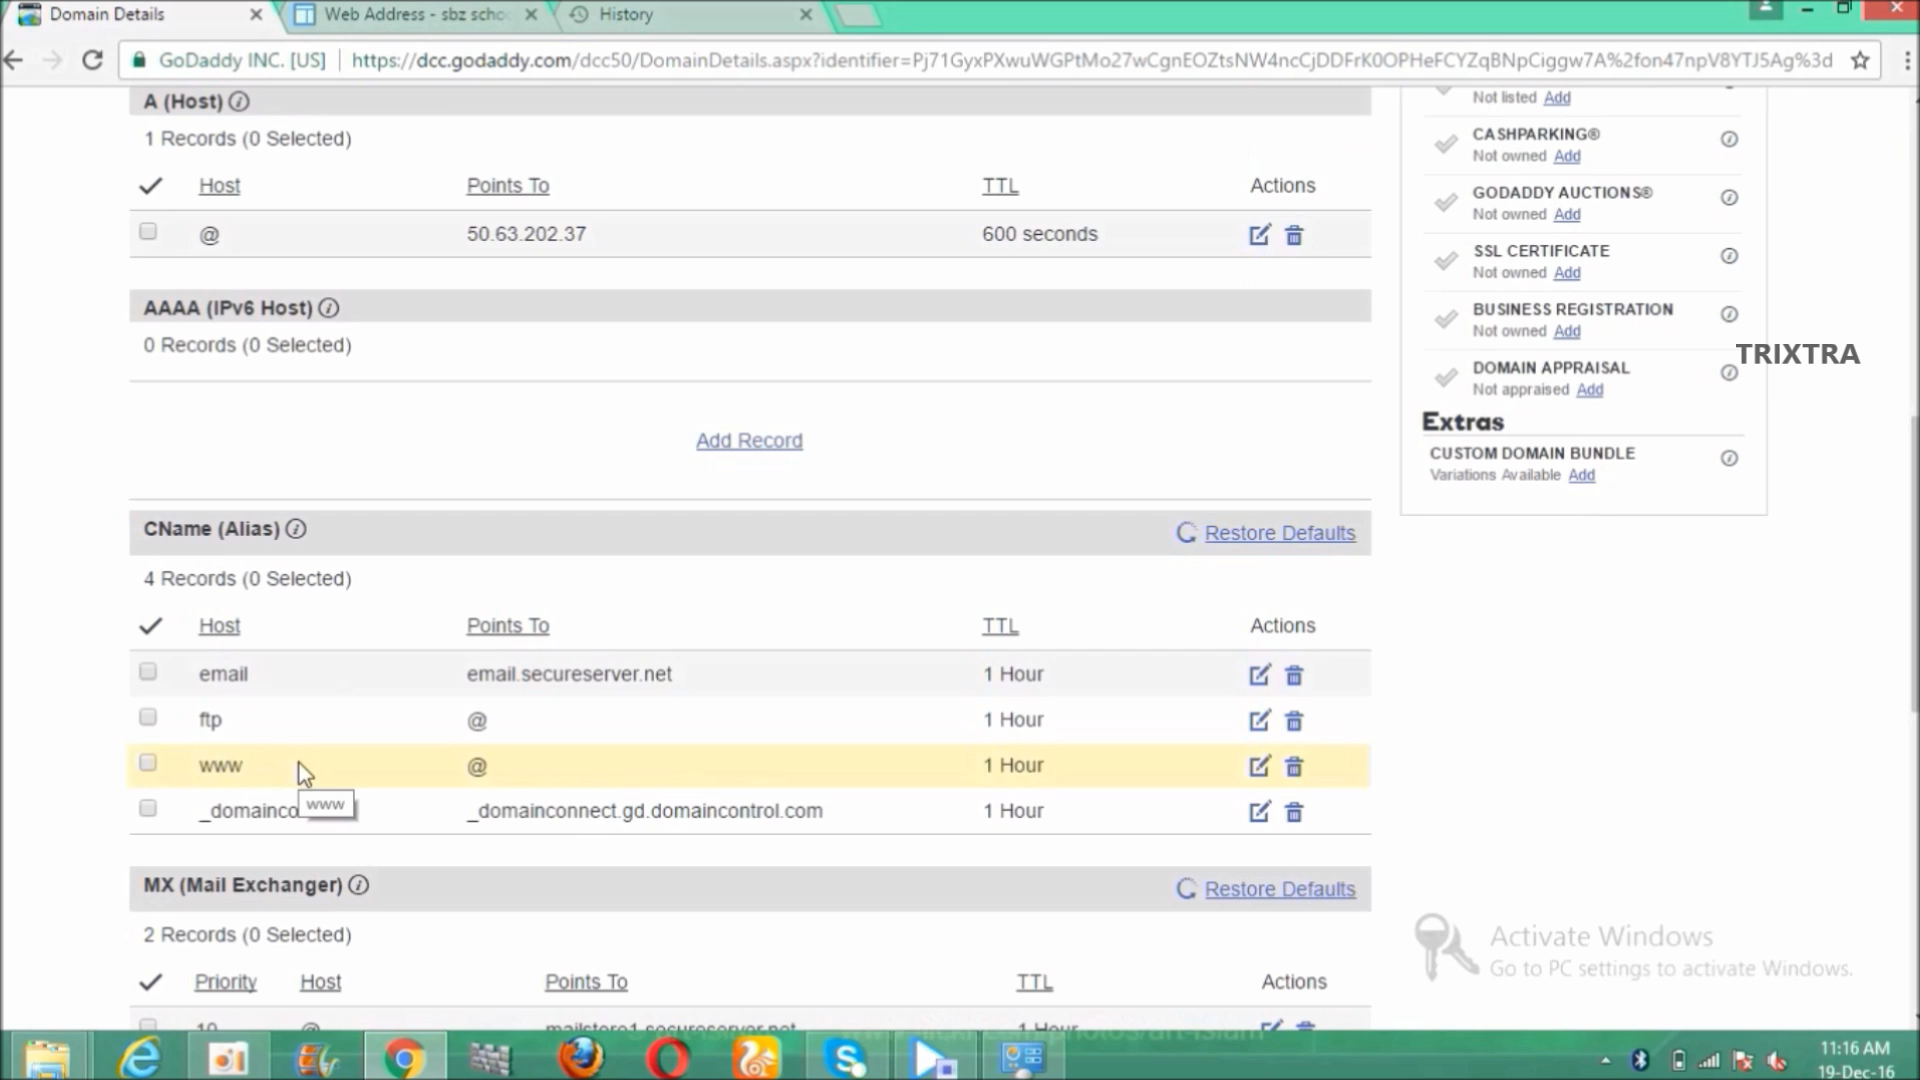 Domain Details
Web Address - sbz scho
History
GoDaddy INC. [US]
https://dcc.godaddy.com/dcc50/DomainDetails.aspx?identifier=Pj71GyxPXwuWGPtMo27wCgnEOZtsNW4ncCjDDFrK0OPHeFCYZqBNpCiggw7A%2fon47npV8YTJ5Ag%3d
A (Host)
1 Records (0 Selected)
Host Points To TTL Actions
@ 50.63.202.37 600 seconds
AAAA (IPv6 Host)
0 Records (0 Selected)
Add Record
CName (Alias) Restore Defaults
4 Records (0 Selected)
Host Points To TTL Actions
email email.secureserver.net 1 Hour
ftp @ 1 Hour
www @ 1 Hour
www
_domainco _domainconnect.gd.domaincontrol.com 1 Hour
MX (Mail Exchanger) Restore Defaults
2 Records (0 Selected)
Priority Host Points To TTL Actions
10 @ mailstore1.secureserver.net 1 Hour
Not listed Add
CASHPARKING®
Not owned Add
GODADDY AUCTIONS®
Not owned Add
SSL CERTIFICATE
Not owned Add
BUSINESS REGISTRATION
Not owned Add
TRIXTRA
DOMAIN APPRAISAL
Not appraised Add
Extras
CUSTOM DOMAIN BUNDLE
Variations Available Add
Activate Windows
Go to PC settings to activate Windows.
11:16 AM
19-Dec-16